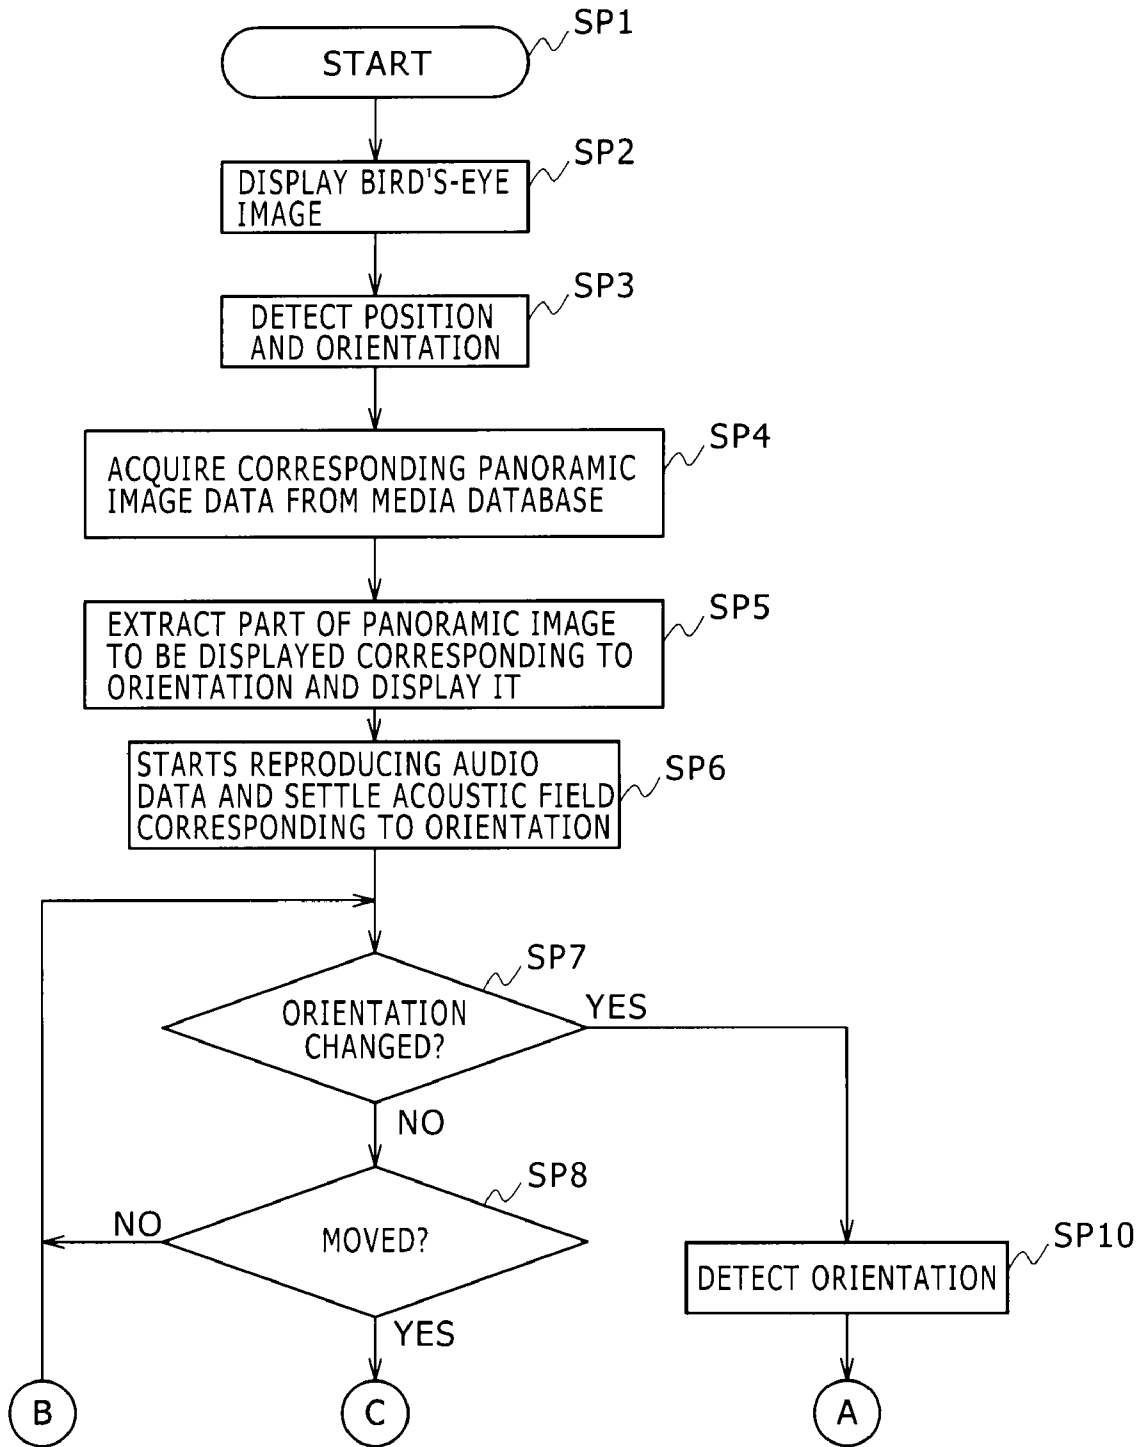 SP1
START
SP2
DISPLAY BIRD'S-EYE
IMAGE
SP3
DETECT POSITION
AND ORIENTATION
SP4
ACQUIRE CORRESPONDING PANORAMIC
IMAGE DATA FROM MEDIA DATABASE
SP5
EXTRACT PART OF PANORAMIC IMAGE
TO BE DISPLAYED CORRESPONDING TO
ORIENTATION AND DISPLAY IT
SP6
STARTS REPRODUCING AUDIO
DATA AND SETTLE ACOUSTIC FIELD
CORRESPONDING TO ORIENTATION
SP7
YES
ORIENTATION
CHANGED?
NO
SP8
NO
MOVED?
YES
SP10
DETECT ORIENTATION
B
C
A